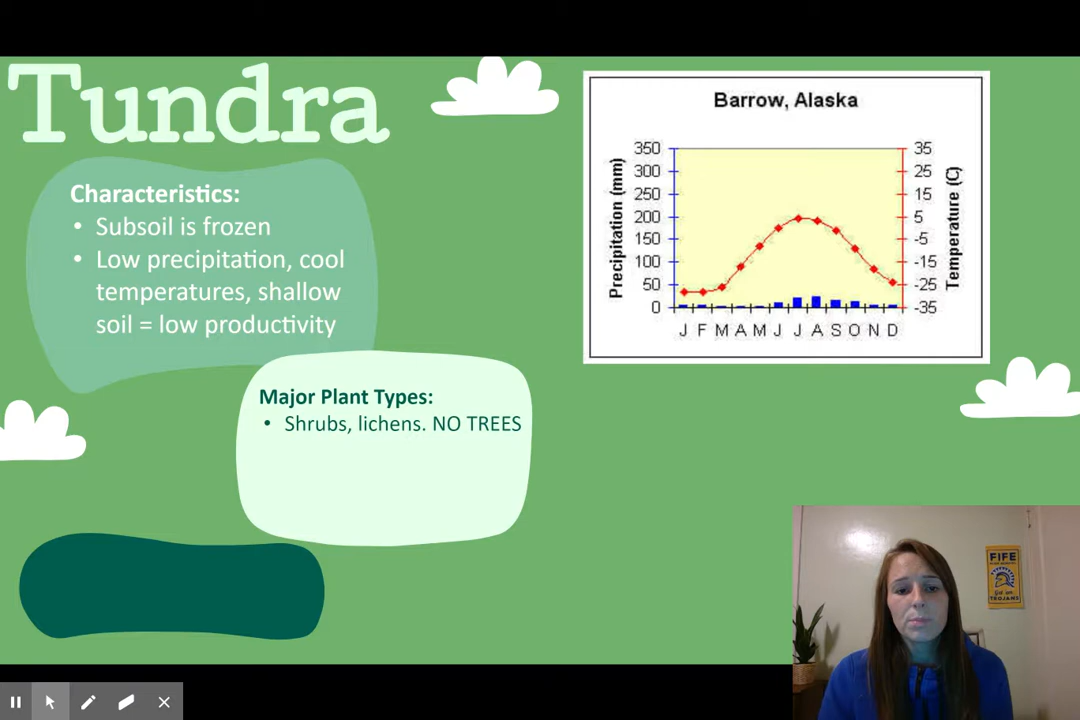 Tundra
Characteristics:
• Subsoil is frozen
• Low precipitation, cool
temperatures, shallow
soil = low productivity
Major Plant Types:
• Shrubs, lichens. NO TREES
Barrow, Alaska
Precipitation (mm)
350
300
250
200
150
100
50
0
35
25
15
5
-5
-15
-25
-35
Temperature (C)
J F M A M J J A S O N D
FIFE
TROJANS